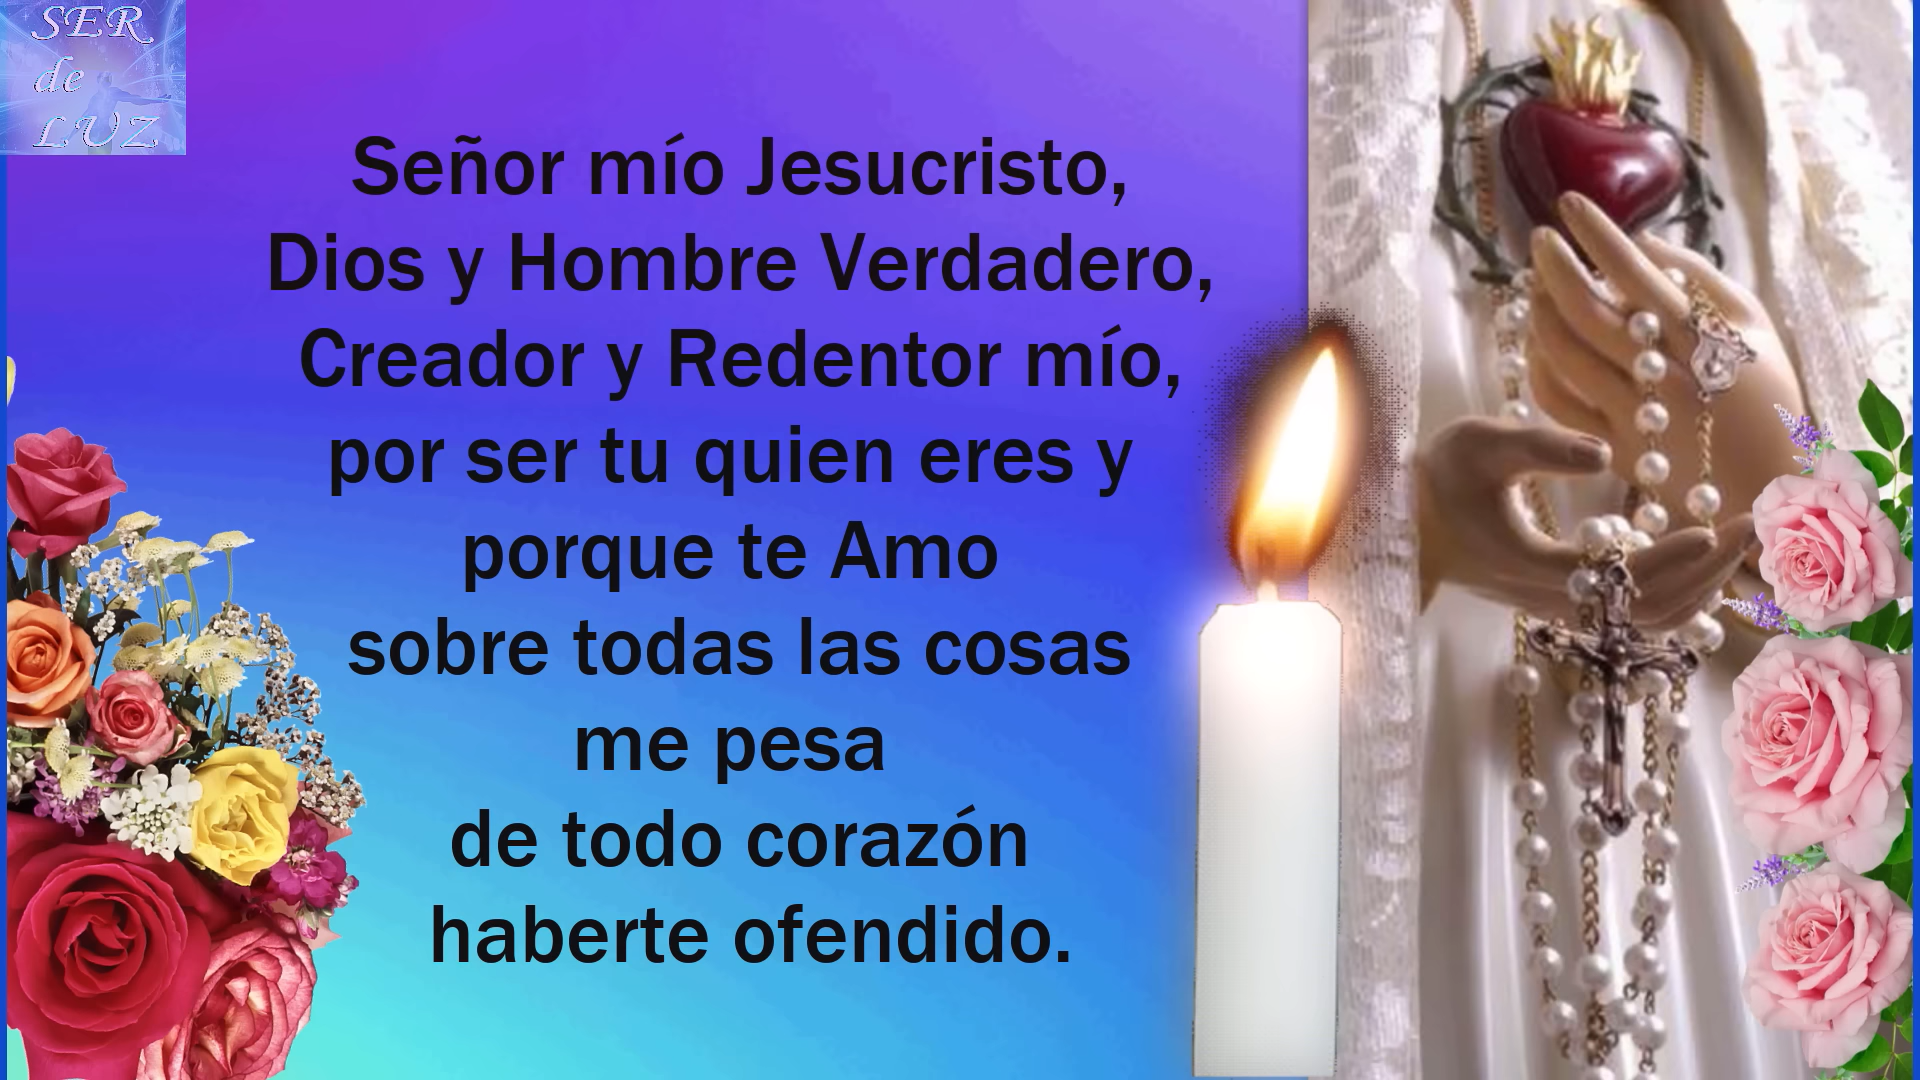 SER
de
LUZ
Señor mío Jesucristo,
Dios y Hombre Verdadero,
Creador y Redentor mío,
por ser tu quien eres y
porque te Amo
sobre todas las cosas
me pesa
de todo corazón
haberte ofendido.